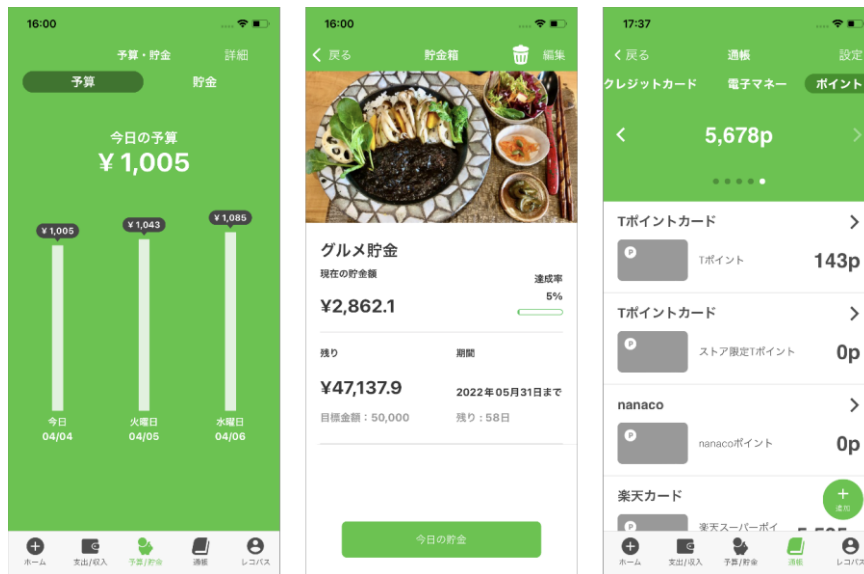 16:00
予算・貯金
詳細
予算
貯金
今日の予算
¥1,005
¥1,005
¥1,043
¥1,085
今日
04/04
火曜日
04/05
水曜日
04/06
ホーム
支出/収入
予算/貯金
通帳
レコパス
16:00
戻る
貯金箱
編集
グルメ貯金
現在の貯金額
¥2,862.1
達成率
5%
残り
¥47,137.9
目標金額：50,000
期間
2022年05月31日まで
残り：58日
今日の貯金
17:37
戻る
通帳
設定
クレジットカード
電子マネー
ポイント
5,678p
Tポイントカード
P
Tポイント
143p
Tポイントカード
P
ストア限定Tポイント
0p
nanaco
P
nanacoポイント
0p
楽天カード
P
楽天スーパーポイ
追加
ホーム
支出/収入
予算/貯金
通帳
レコパス